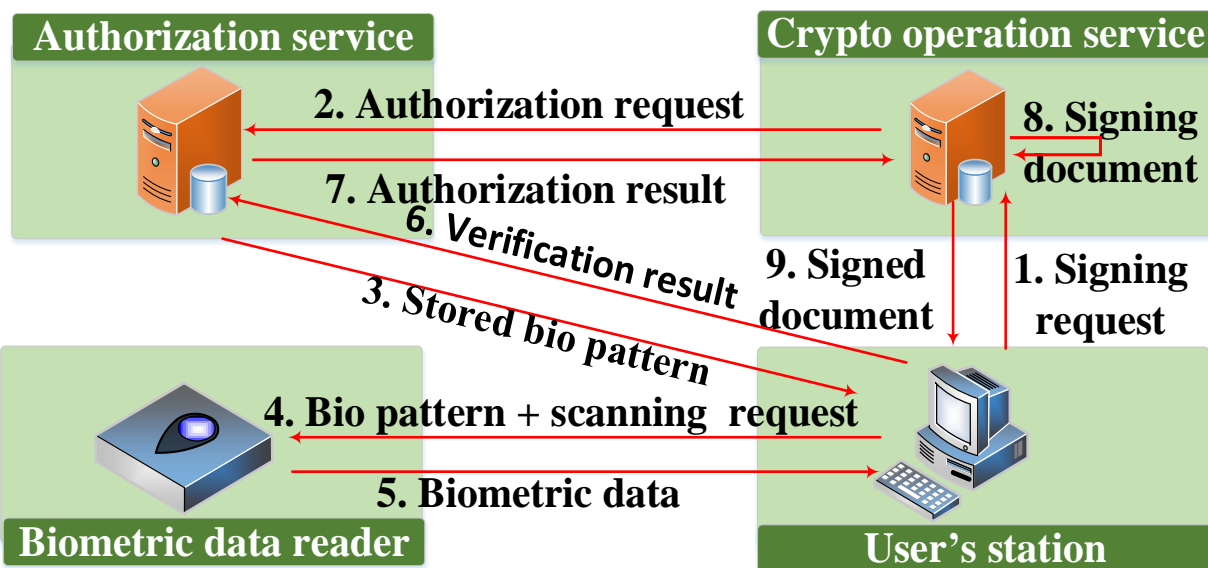 Authorization service
Crypto operation service
2. Authorization request
8. Signing
document
7. Authorization result
6. Verification result
3. Stored bio pattern
9. Signed
document
1. Signing
request
4. Bio pattern + scanning request
5. Biometric data
Biometric data reader
User’s station